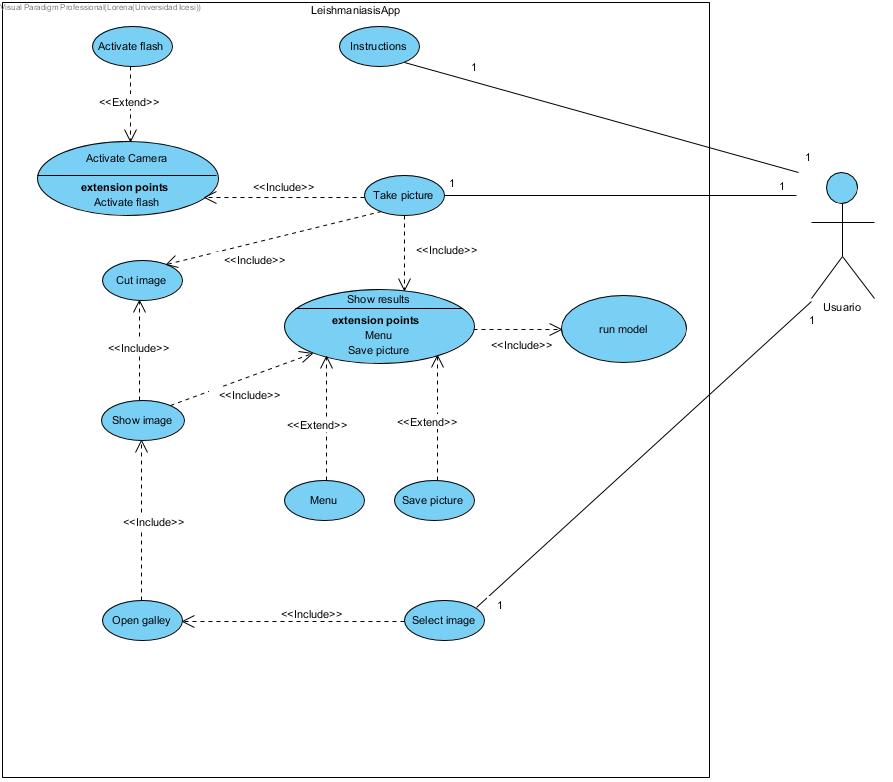 Visual Paradigm Professional(Lorena(Universidad Icesi))
LeishmaniasisApp
Activate flash
Instructions
1
<<Extend>>
1
Activate Camera
extension points
Activate flash
<<Include>>
Take picture
1
1
<<Include>>
<<Include>>
Cut image
Show results
extension points
Menu
Save picture
<<Include>>
run model
Usuario
1
<<Include>>
<<Include>>
Show image
<<Extend>>
<<Extend>>
Menu
Save picture
<<Include>>
Open galley
<<Include>>
Select image
1